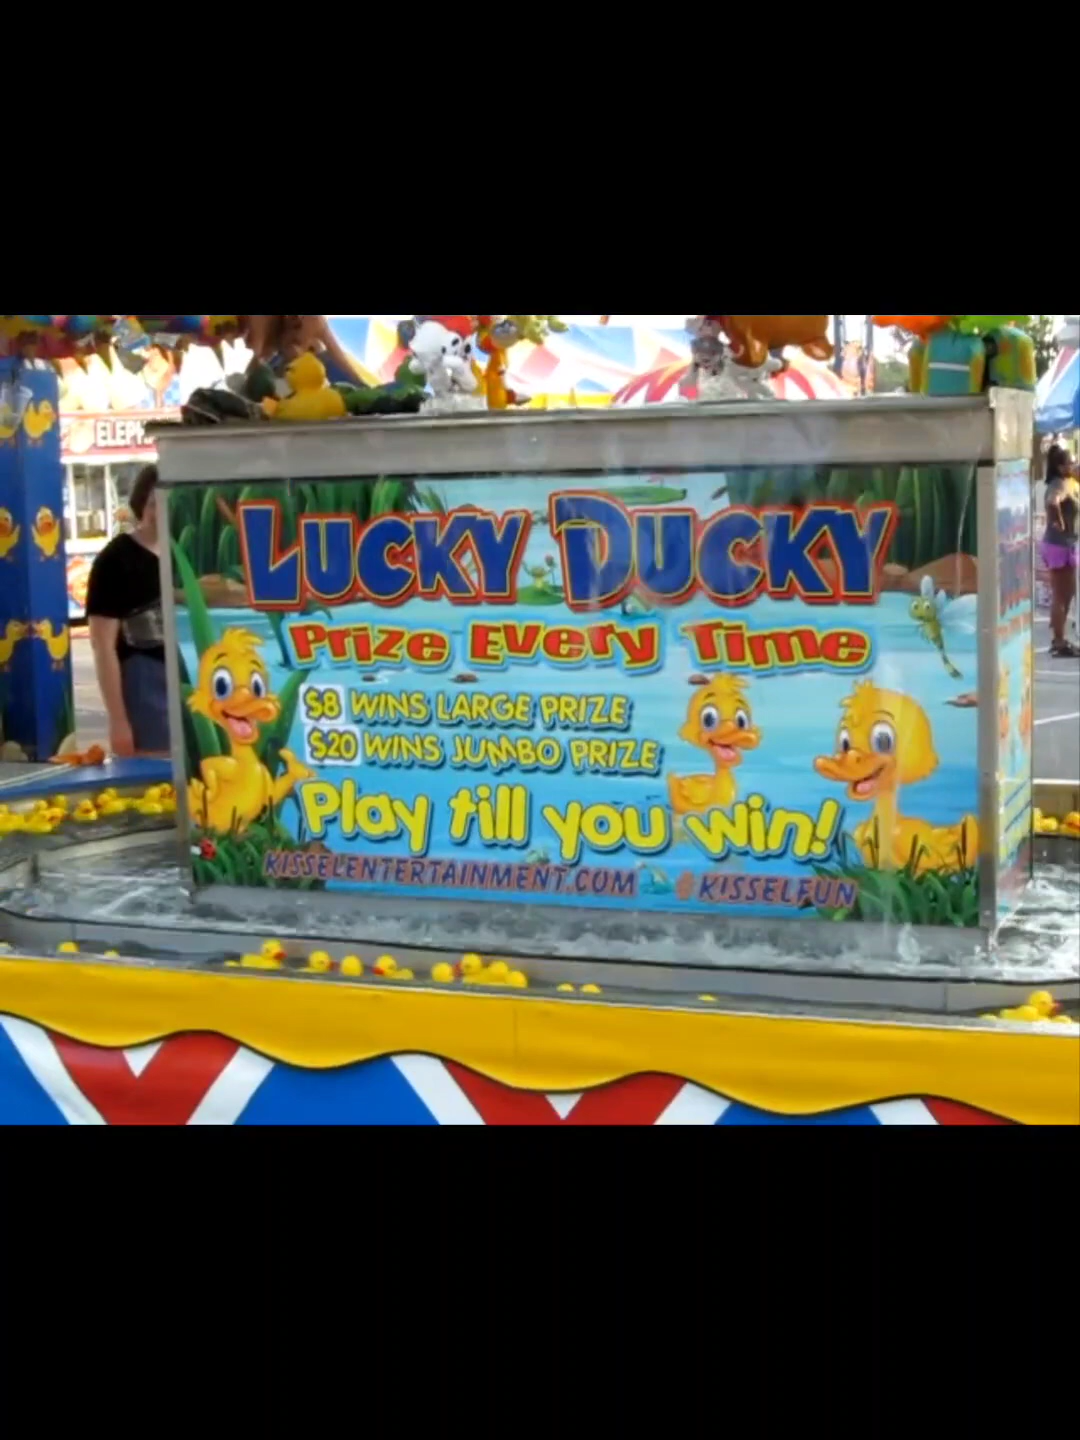 ELEPH
LUCKY DUCKY
Prize Every Time
$8 WINS LARGE PRIZE
$20 WINS JUMBO PRIZE
Play till you win!
KISSELENTERTAINMENT.COM #KISSELFUN